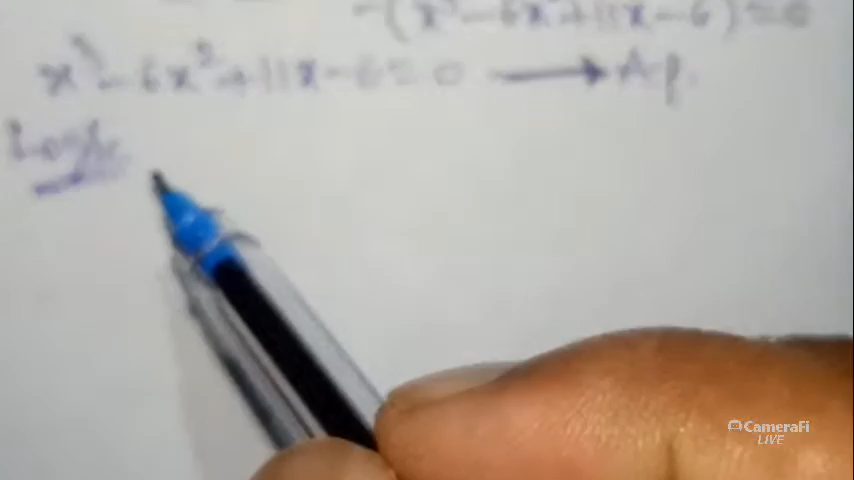 -(x³-6x²+11x-6)=0
x³-6x²+11x-6=0 → A.p.
CameraFi
LIVE